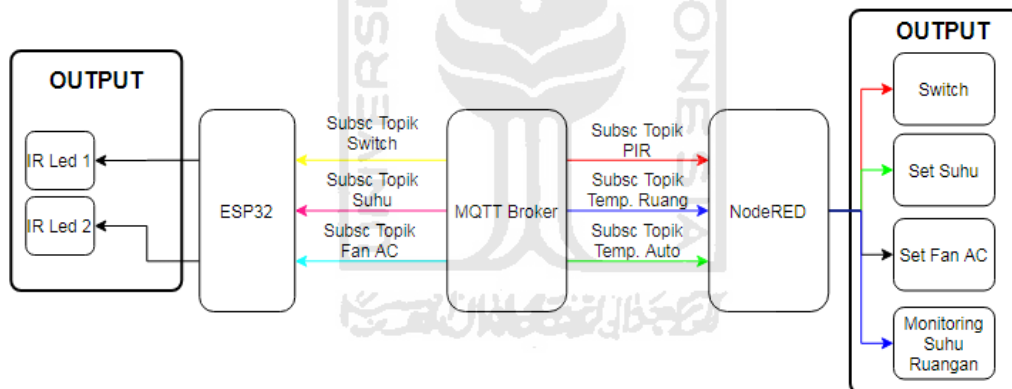 OUTPUT
IR Led 1
IR Led 2
ESP32
Subsc Topik
Switch
Subsc Topik
Suhu
Subsc Topik
Fan AC
MQTT Broker
Subsc Topik
PIR
Subsc Topik
Temp. Ruang
Subsc Topik
Temp. Auto
NodeRED
OUTPUT
Switch
Set Suhu
Set Fan AC
Monitoring
Suhu
Ruangan